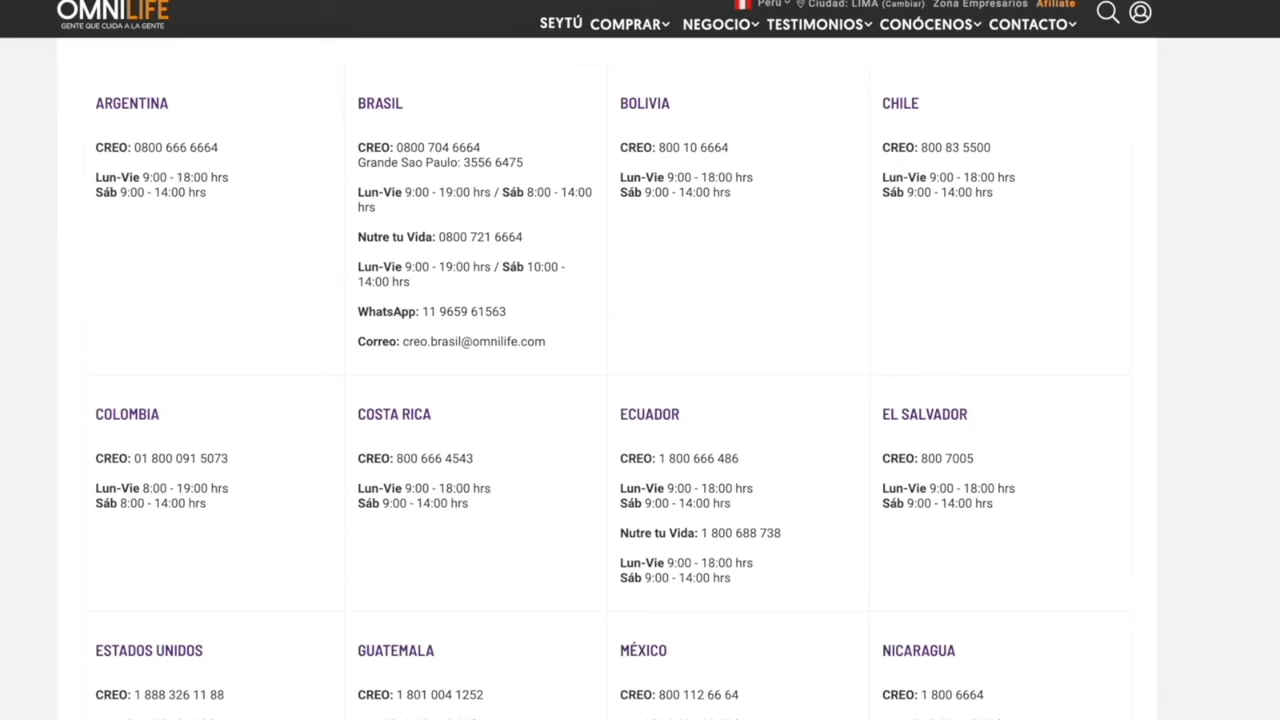 OMNILIFE
GENTE QUE CUIDA A LA GENTE
Perú
Ciudad: LIMA (Cambiar)
Zona Empresarios
Afíliate
SEYTÚ
COMPRAR
NEGOCIO
TESTIMONIOS
CONÓCENOS
CONTACTO
ARGENTINA
CREO: 0800 666 6664
Lun-Vie 9:00 - 18:00 hrs
Sáb 9:00 - 14:00 hrs
BRASIL
CREO: 0800 704 6664
Grande Sao Paulo: 3556 6475
Lun-Vie 9:00 - 19:00 hrs / Sáb 8:00 - 14:00
hrs
Nutre tu Vida: 0800 721 6664
Lun-Vie 9:00 - 19:00 hrs / Sáb 10:00 -
14:00 hrs
WhatsApp: 11 9659 61563
Correo: creo.brasil@omnilife.com
BOLIVIA
CREO: 800 10 6664
Lun-Vie 9:00 - 18:00 hrs
Sáb 9:00 - 14:00 hrs
CHILE
CREO: 800 83 5500
Lun-Vie 9:00 - 18:00 hrs
Sáb 9:00 - 14:00 hrs
COLOMBIA
CREO: 01 800 091 5073
Lun-Vie 8:00 - 19:00 hrs
Sáb 8:00 - 14:00 hrs
COSTA RICA
CREO: 800 666 4543
Lun-Vie 9:00 - 18:00 hrs
Sáb 9:00 - 14:00 hrs
ECUADOR
CREO: 1 800 666 486
Lun-Vie 9:00 - 18:00 hrs
Sáb 9:00 - 14:00 hrs
Nutre tu Vida: 1 800 688 738
Lun-Vie 9:00 - 18:00 hrs
Sáb 9:00 - 14:00 hrs
EL SALVADOR
CREO: 800 7005
Lun-Vie 9:00 - 18:00 hrs
Sáb 9:00 - 14:00 hrs
ESTADOS UNIDOS
CREO: 1 888 326 11 88
GUATEMALA
CREO: 1 801 004 1252
MÉXICO
CREO: 800 112 66 64
NICARAGUA
CREO: 1 800 6664